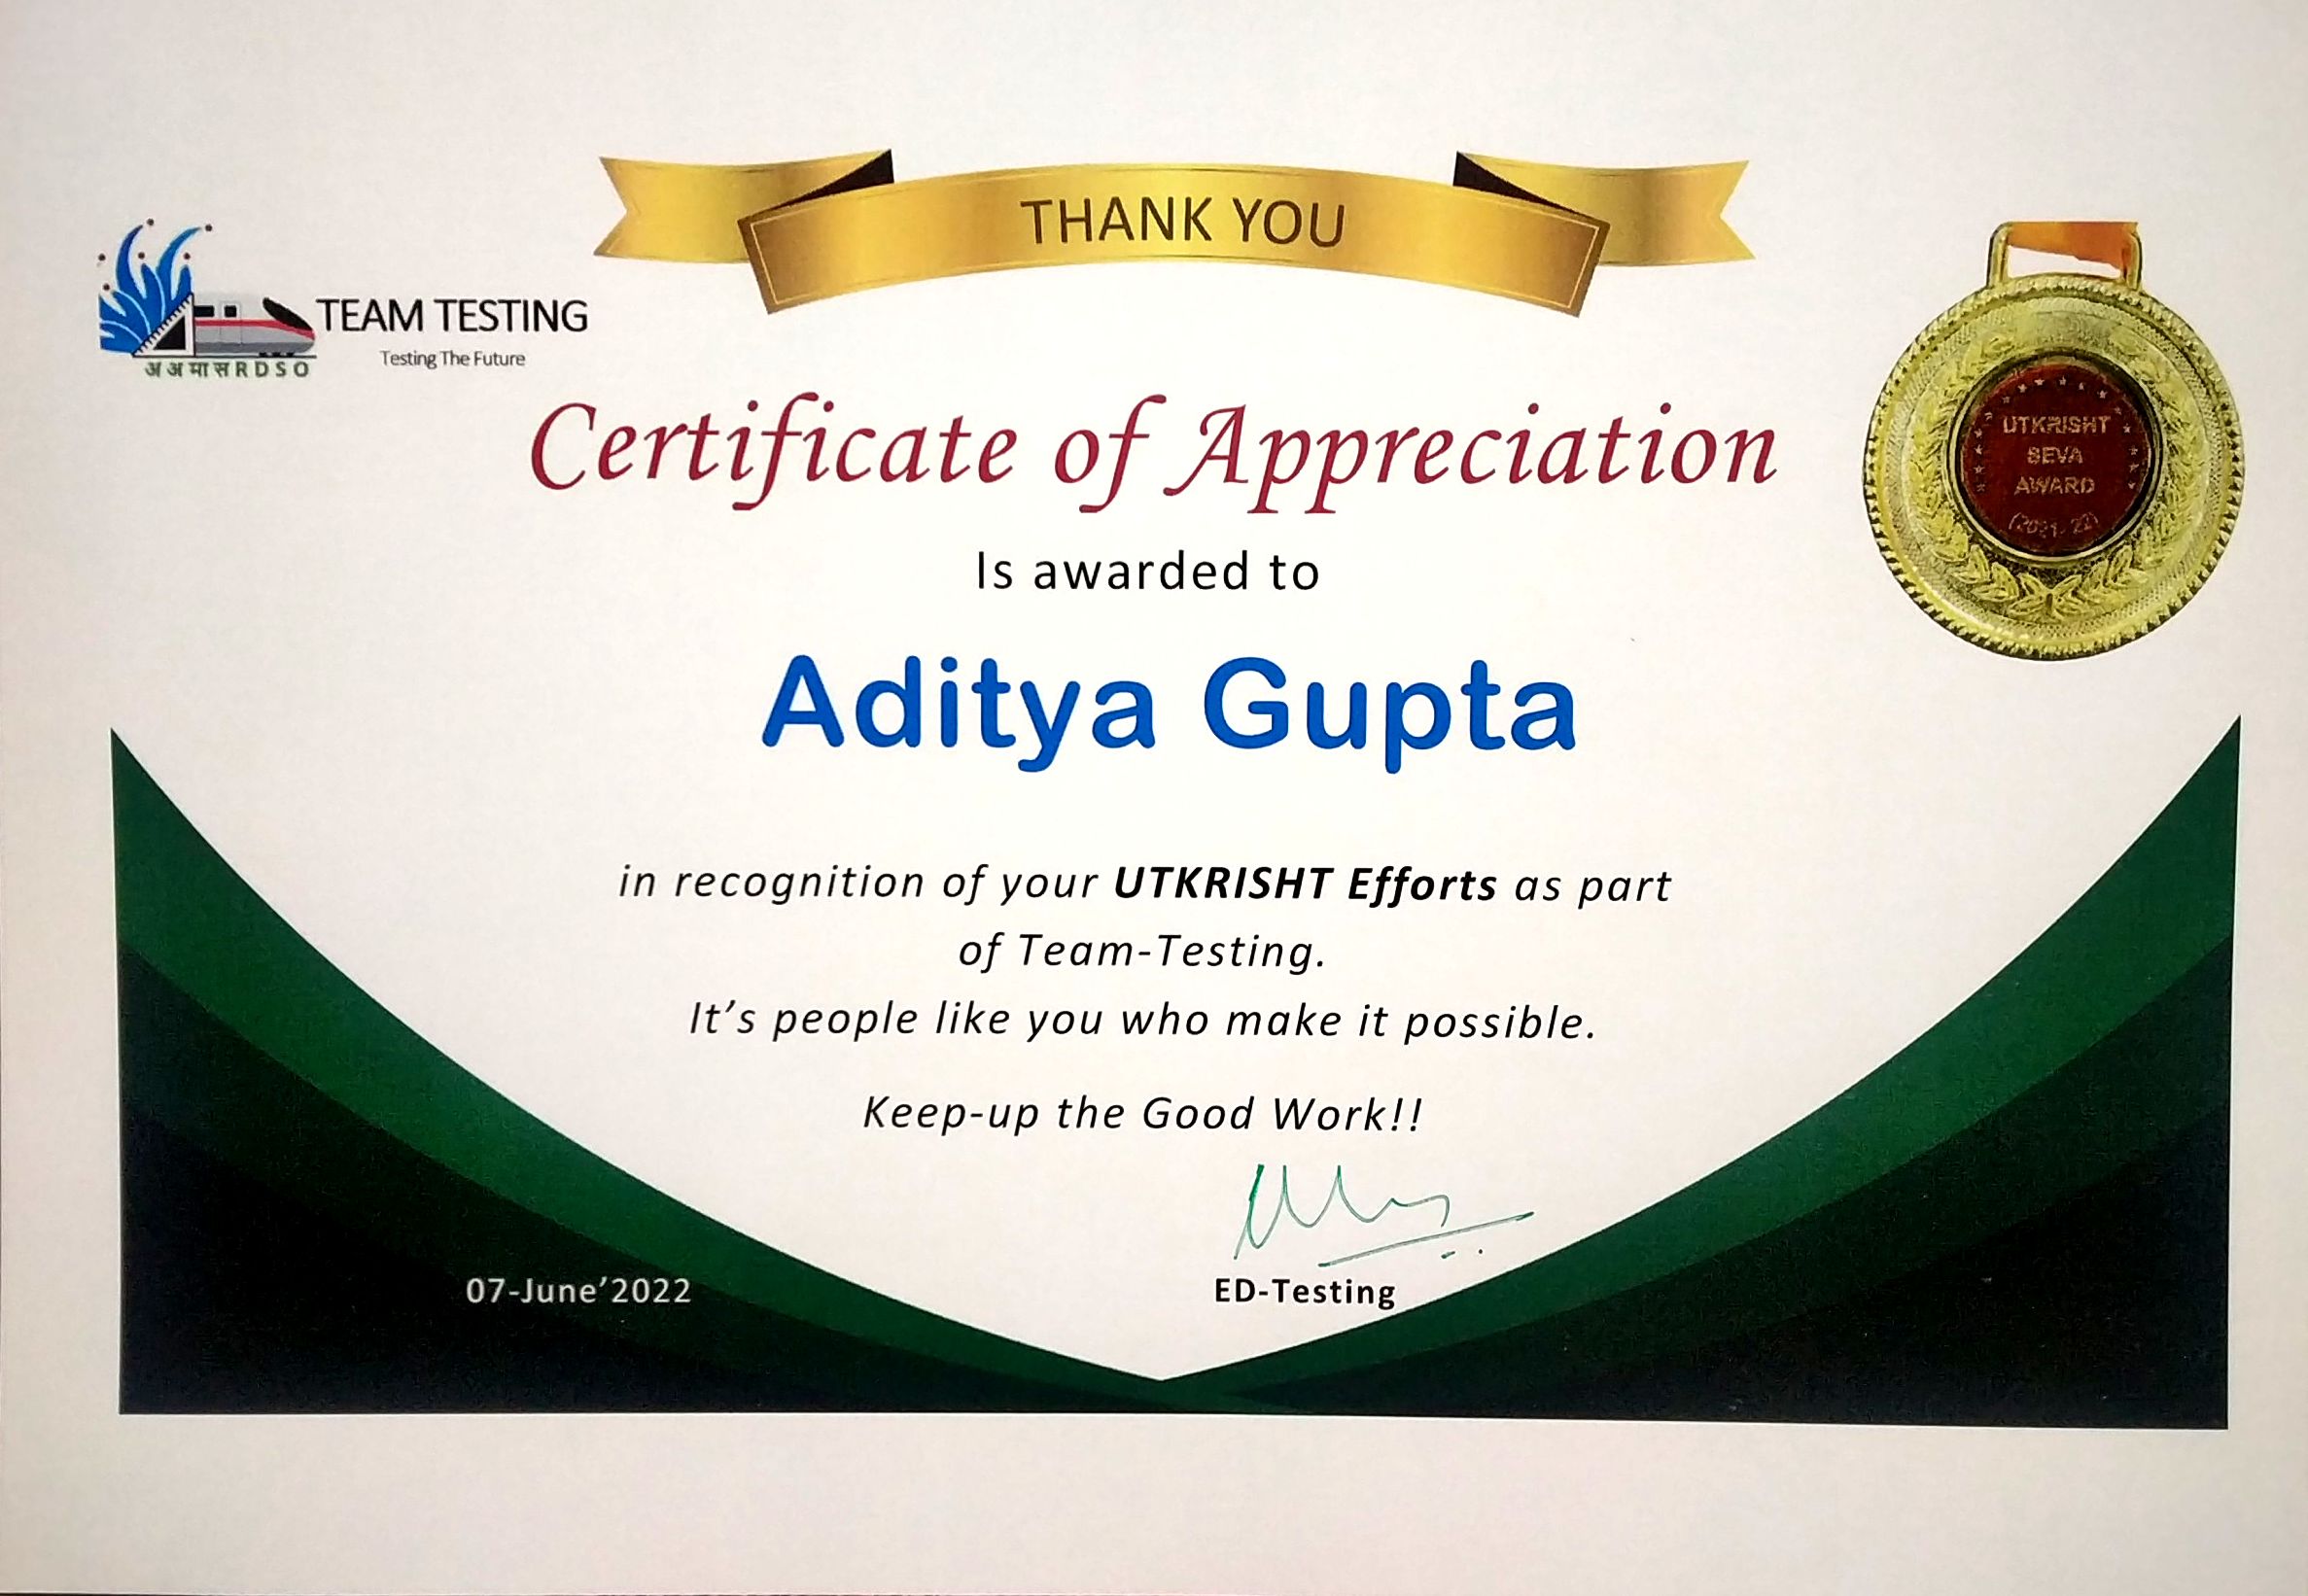 THANK YOU
TEAM TESTING
Testing The Future
अ अ मा स R D S O
Certificate of Appreciation
UTKRISHT
SEVA
AWARD
(2021-22)
Is awarded to
Aditya Gupta
in recognition of your UTKRISHT Efforts as part
of Team-Testing.
It's people like you who make it possible.
Keep-up the Good Work!!
07-June'2022
ED-Testing